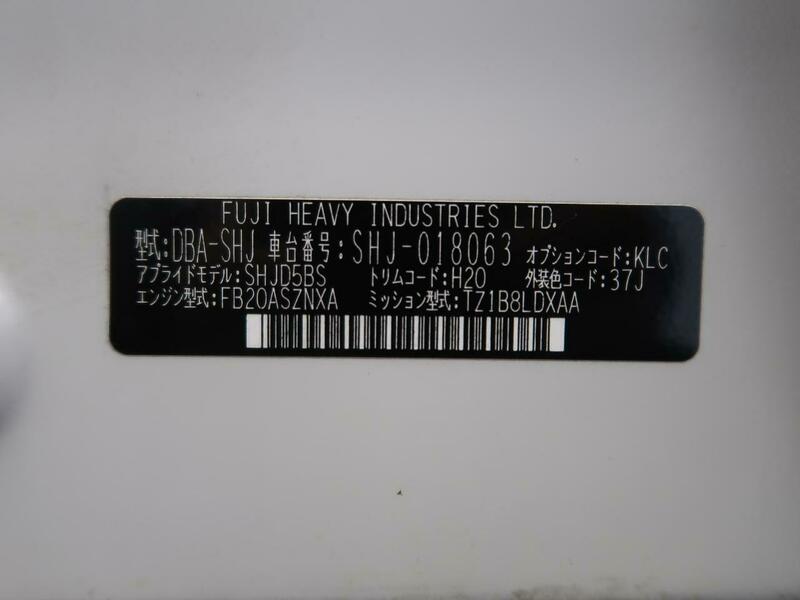 FUJI HEAVY INDUSTRIES LTD.
型式:DBA-SHJ 車台番号:SHJ-018063 オプションコード:KLC
アプライドモデル:SHJD5BS トリムコード:H20 外装色コード:37J
エンジン型式:FB20ASZNXA ミッション型式:TZ1B8LDXAA